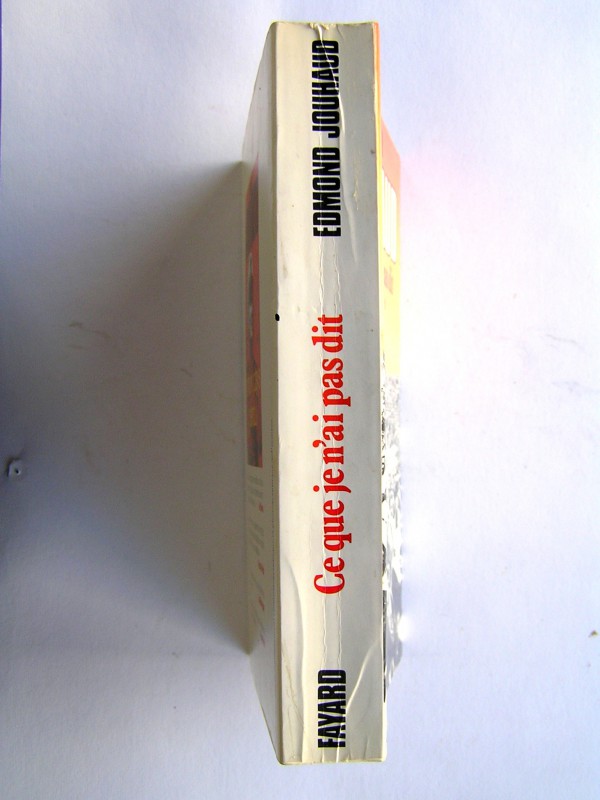 EDMOND JOUHAUD
Ce que je n'ai pas dit
FAYARD